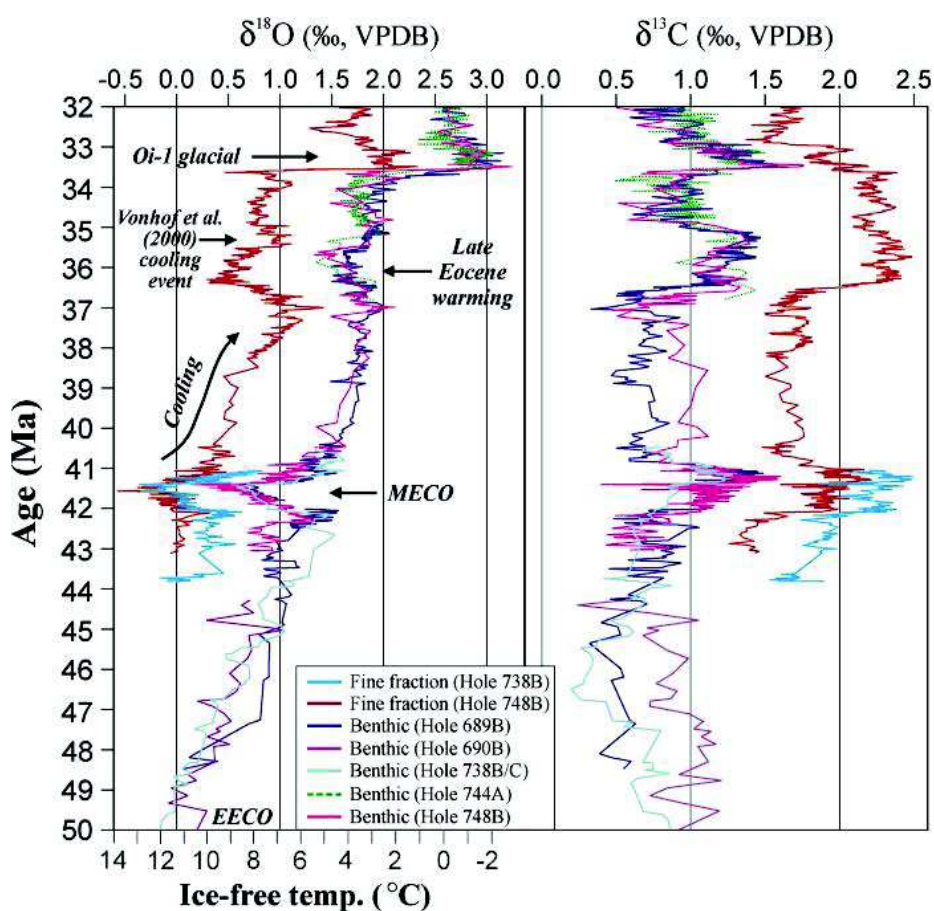 δ18O (‰, VPDB)
δ13C (‰, VPDB)
-0.5 0.0 0.5 1.0 1.5 2.0 2.5 3.0
0.0 0.5 1.0 1.5 2.0 2.5
Age (Ma)
32
33
34
35
36
37
38
39
40
41
42
43
44
45
46
47
48
49
50
Oi-1 glacial
Vonhof et al.
(2000)
cooling
event
Late
Eocene
warming
Cooling
MECO
EECO
Fine fraction (Hole 738B)
Fine fraction (Hole 748B)
Benthic (Hole 689B)
Benthic (Hole 690B)
Benthic (Hole 738B/C)
Benthic (Hole 744A)
Benthic (Hole 748B)
14 12 10 8 6 4 2 0 -2
Ice-free temp. (°C)